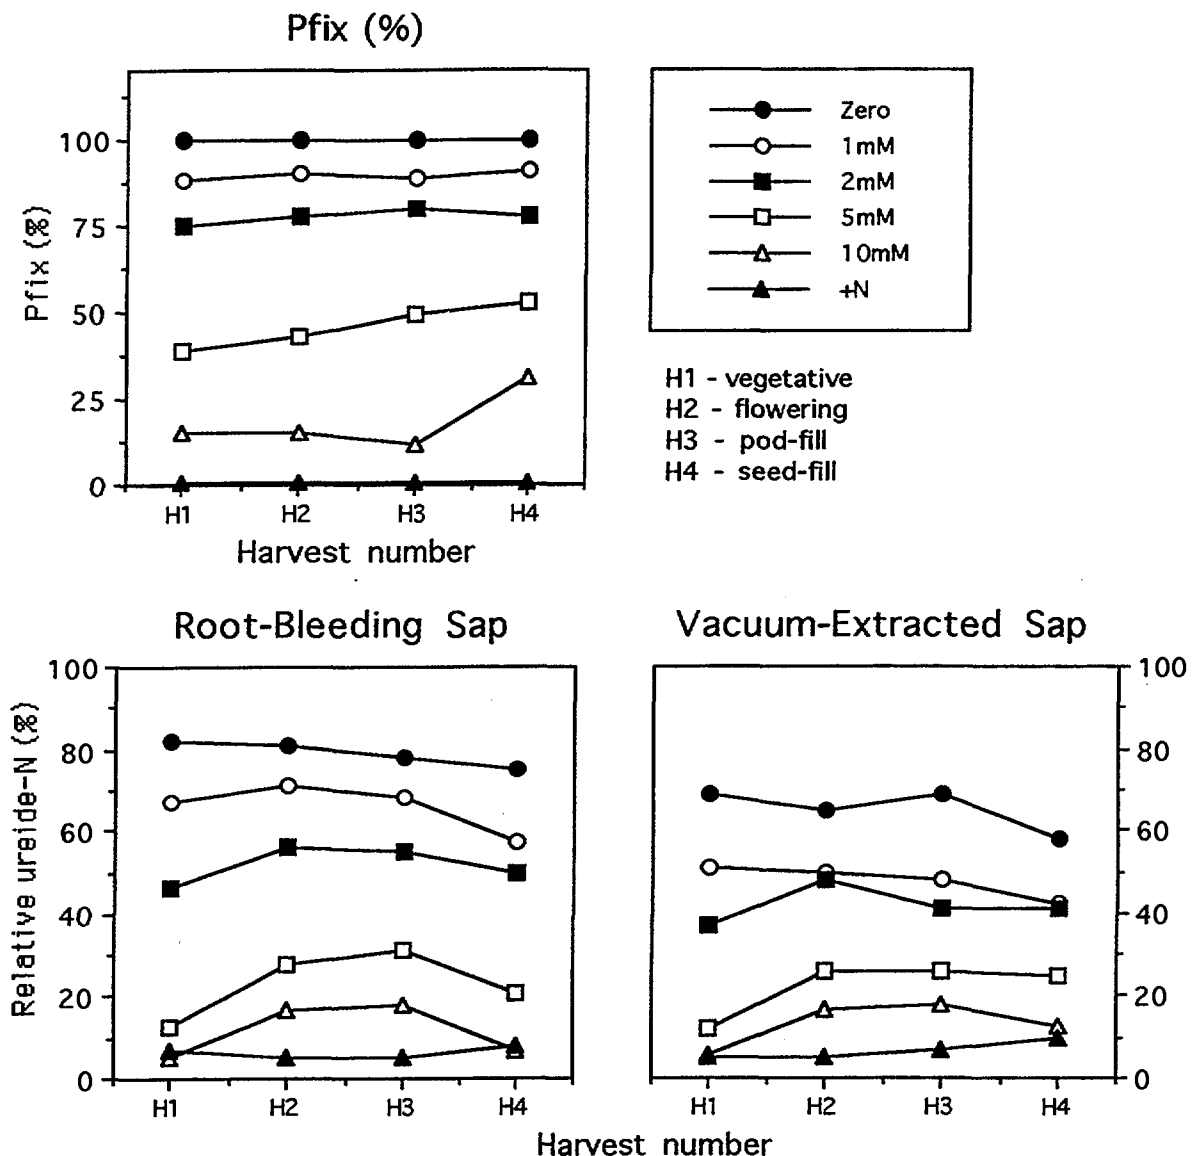 Pfix (%)
Pfix (%)
100
75
50
25
0
H1 H2 H3 H4
Harvest number
Zero
1mM
2mM
5mM
10mM
+N
H1 - vegetative
H2 - flowering
H3 - pod-fill
H4 - seed-fill
Root-Bleeding Sap
Relative ureide-N (%)
100
80
60
40
20
0
H1 H2 H3 H4
Vacuum-Extracted Sap
100
80
60
40
20
0
H1 H2 H3 H4
Harvest number